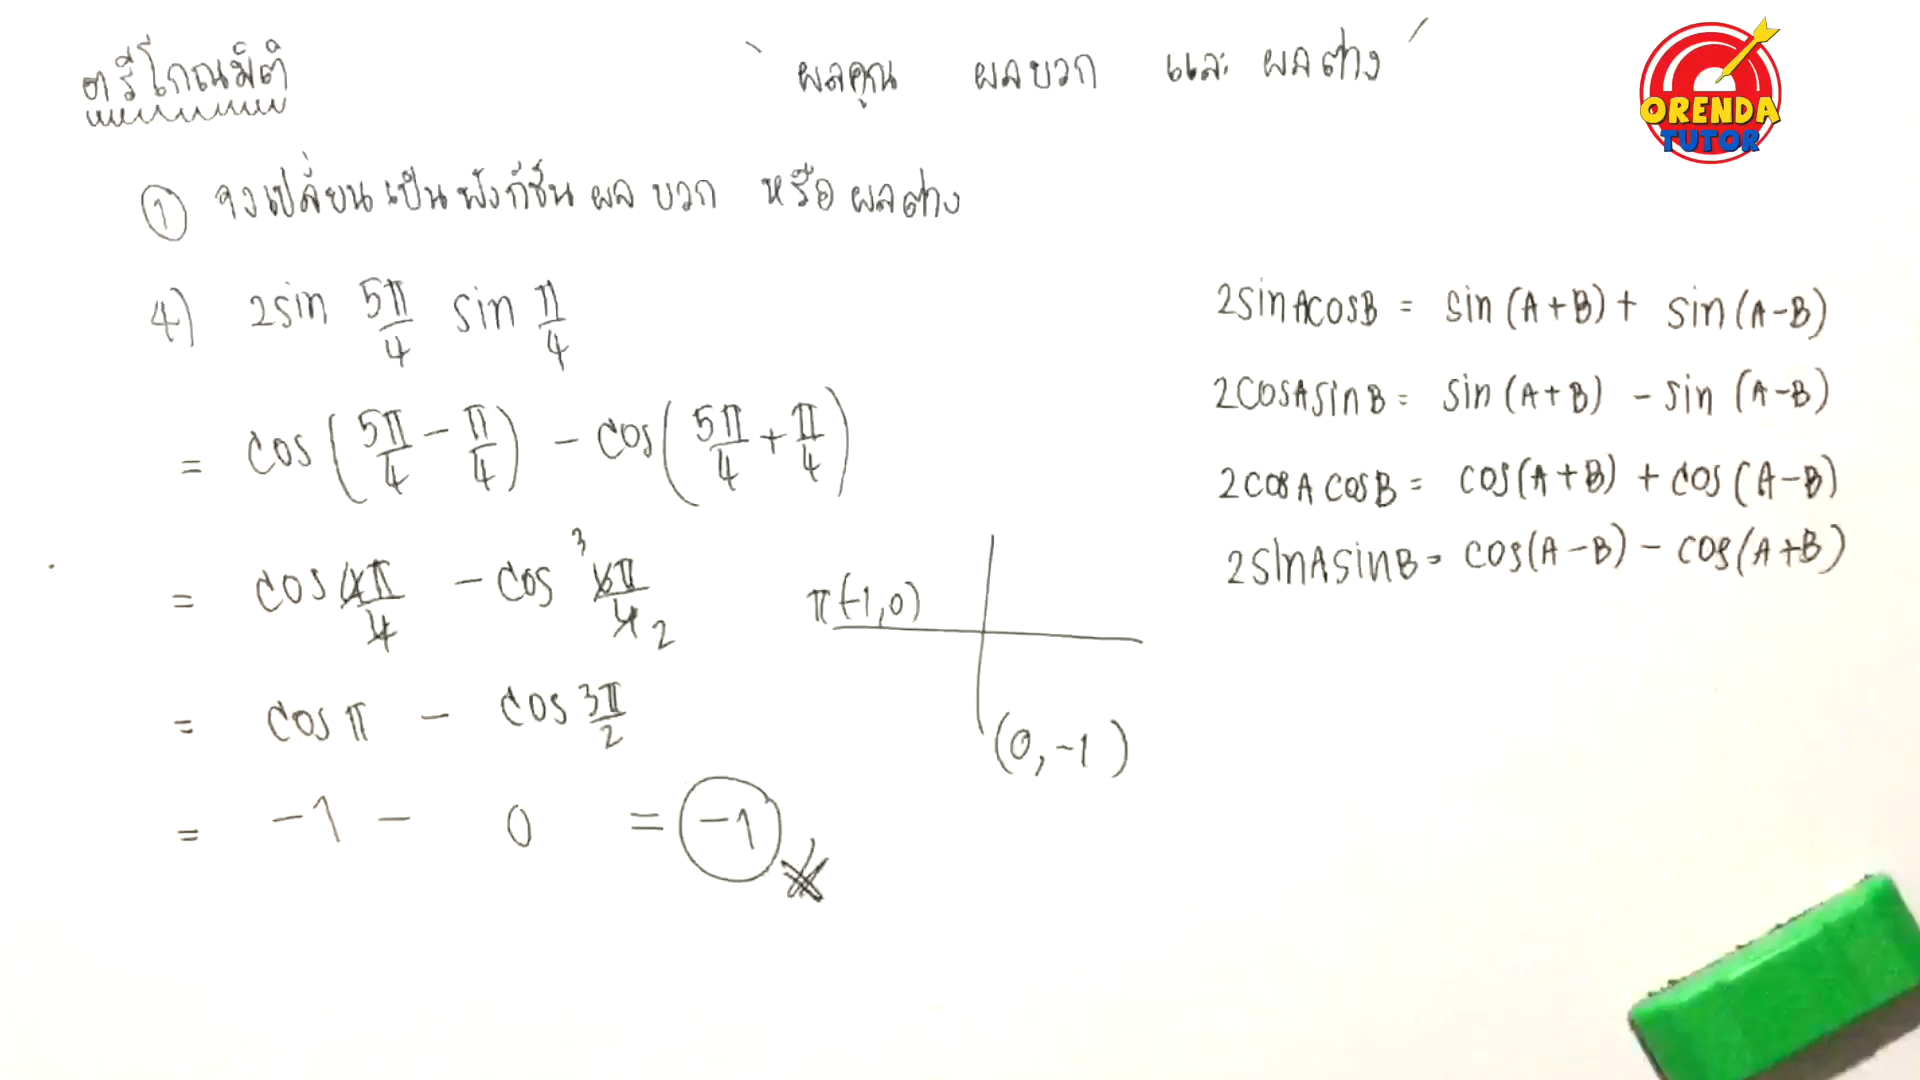 ตรีโกณมิติ
` ผลคูณ ผลบวก และ ผลต่าง ´
ORENDA
TUTOR
① จงเปลี่ยนเป็นฟังก์ชั่นผลบวก หรือ ผลต่าง
4) 2sin 5π/4 sin π/4
= cos(5π/4 − π/4) − cos(5π/4 + π/4)
= cos 4π/4 − cos 6π/4 3 2
= cos π − cos 3π/2
= −1 − 0 = −1
π(−1,0)
(0,−1)
2sinAcosB = sin(A+B) + sin(A−B)
2cosAsinB = sin(A+B) − sin(A−B)
2cosAcosB = cos(A+B) + cos(A−B)
2sinAsinB = cos(A−B) − cos(A+B)